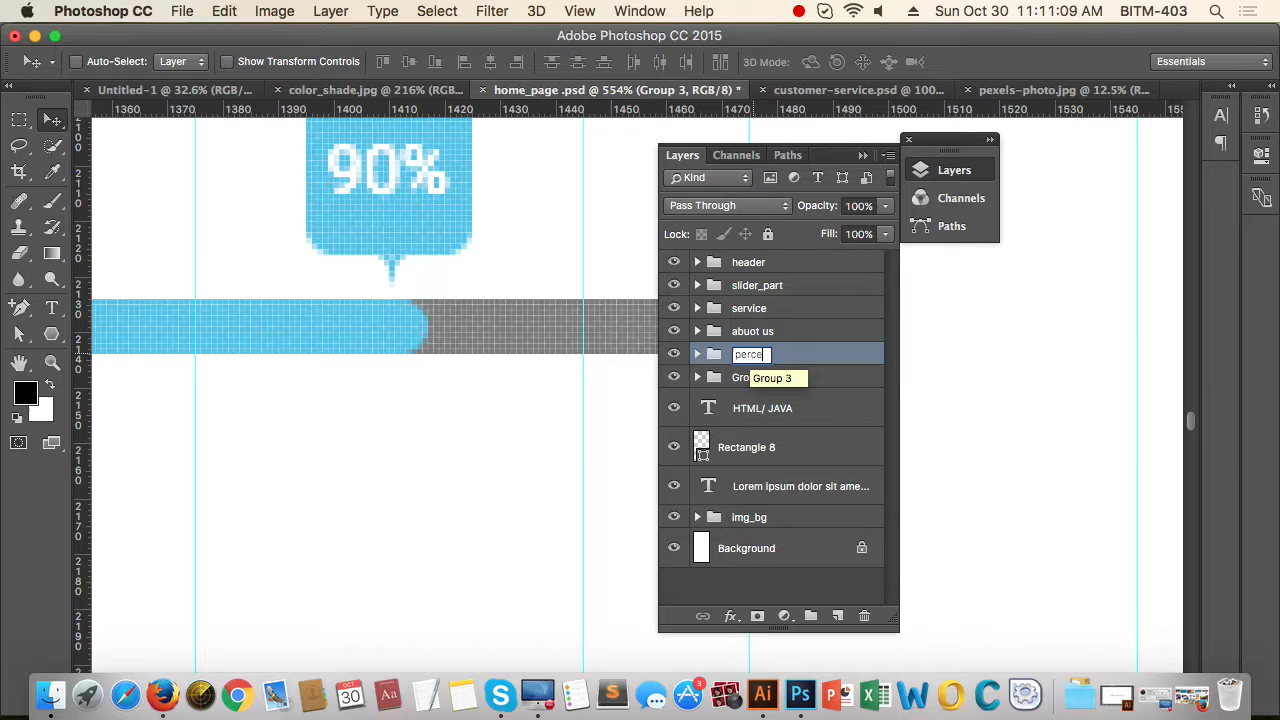 Photoshop CC File Edit Image Layer Type Select Filter 3D View Window Help Sun Oct 30 11:11:09 AM BITM-403
Adobe Photoshop CC 2015
Auto-Select: Layer Show Transform Controls 3D Mode: Essentials
Untitled-1 @ 32.6% (RGB/... color_shade.jpg @ 216% (RGB... home_page .psd @ 554% (Group 3, RGB/8) * customer-service.psd @ 100... pexels-photo.jpg @ 12.5% (R...
1360 1370 1380 1390 1400 1410 1420 1430 1440 1450 1460 1470 1480 1490 1500 1510 1520 1530 1540 155
90%
Layers Channels Paths
Kind
Pass Through Opacity: 100%
Lock: Fill: 100%
header
slider_part
service
abuot us
perce
Gro
Group 3
HTML/ JAVA
Rectangle 8
Lorem ipsum dolor sit ame...
img_bg
Background
Layers
Channels
Paths
OCT
30
3